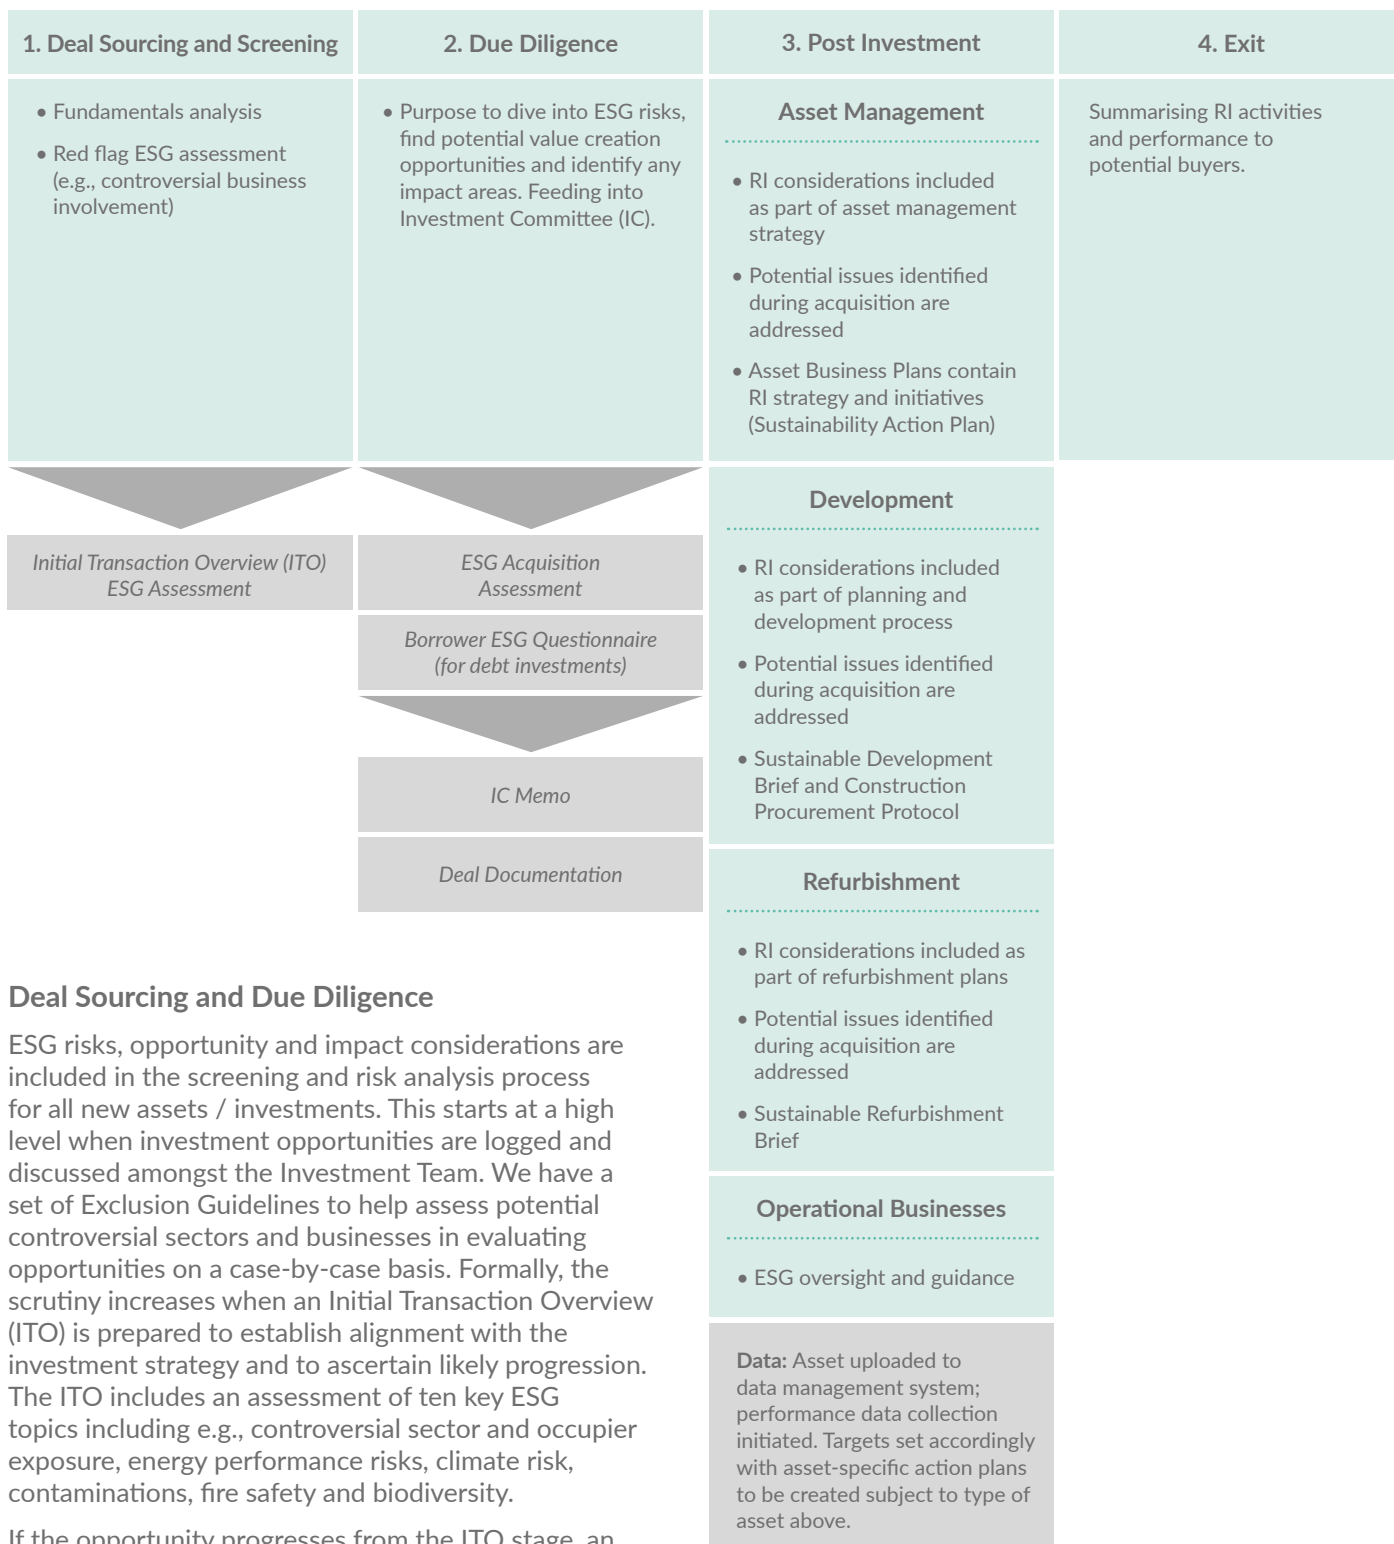 1. Deal Sourcing and Screening
• Fundamentals analysis
• Red flag ESG assessment
(e.g., controversial business
involvement)
Initial Transaction Overview (ITO)
ESG Assessment
2. Due Diligence
• Purpose to dive into ESG risks,
find potential value creation
opportunities and identify any
impact areas. Feeding into
Investment Committee (IC).
ESG Acquisition
Assessment
Borrower ESG Questionnaire
(for debt investments)
IC Memo
Deal Documentation
3. Post Investment
Asset Management
• RI considerations included
as part of asset management
strategy
• Potential issues identified
during acquisition are
addressed
• Asset Business Plans contain
RI strategy and initiatives
(Sustainability Action Plan)
Development
• RI considerations included
as part of planning and
development process
• Potential issues identified
during acquisition are
addressed
• Sustainable Development
Brief and Construction
Procurement Protocol
Refurbishment
• RI considerations included as
part of refurbishment plans
• Potential issues identified
during acquisition are
addressed
• Sustainable Refurbishment
Brief
Operational Businesses
• ESG oversight and guidance
Data: Asset uploaded to
data management system;
performance data collection
initiated. Targets set accordingly
with asset-specific action plans
to be created subject to type of
asset above.
4. Exit
Summarising RI activities
and performance to
potential buyers.
Deal Sourcing and Due Diligence
ESG risks, opportunity and impact considerations are
included in the screening and risk analysis process
for all new assets / investments. This starts at a high
level when investment opportunities are logged and
discussed amongst the Investment Team. We have a
set of Exclusion Guidelines to help assess potential
controversial sectors and businesses in evaluating
opportunities on a case-by-case basis. Formally, the
scrutiny increases when an Initial Transaction Overview
(ITO) is prepared to establish alignment with the
investment strategy and to ascertain likely progression.
The ITO includes an assessment of ten key ESG
topics including e.g., controversial sector and occupier
exposure, energy performance risks, climate risk,
contaminations, fire safety and biodiversity.
If the opportunity progresses from the ITO stage, an